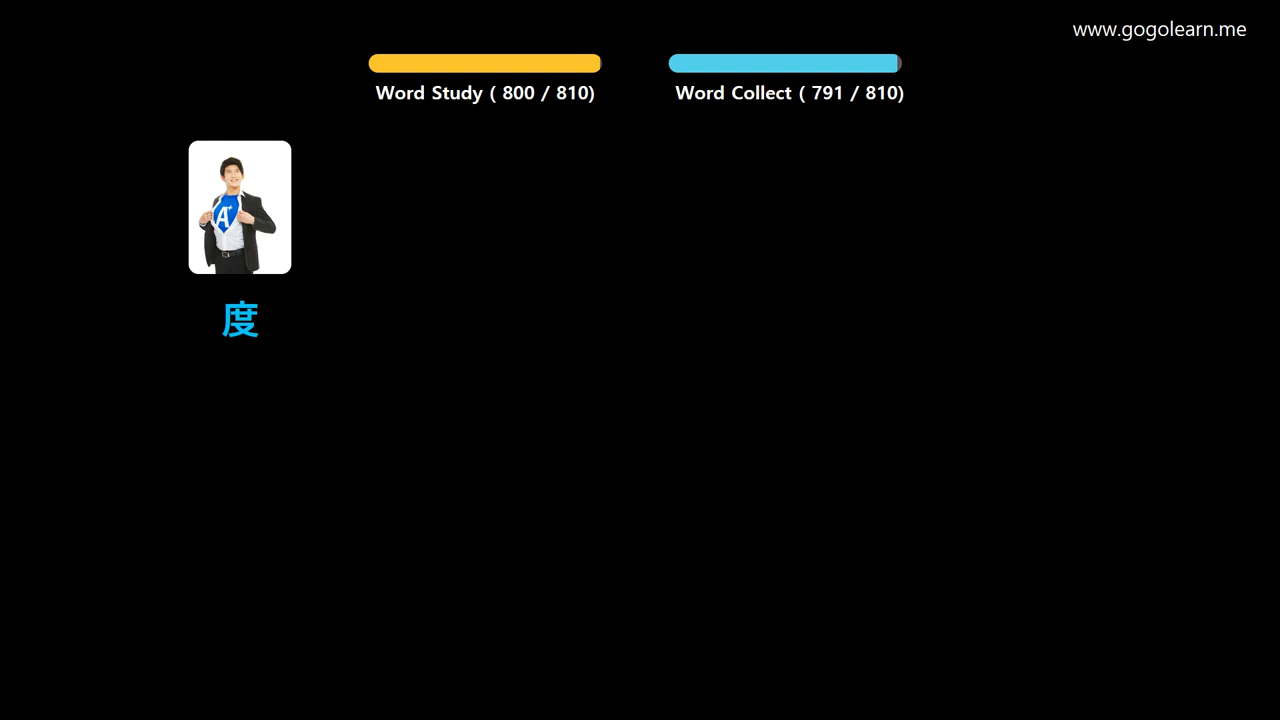 www.gogolearn.me
Word Study ( 800 / 810)
Word Collect ( 791 / 810)
A+
度